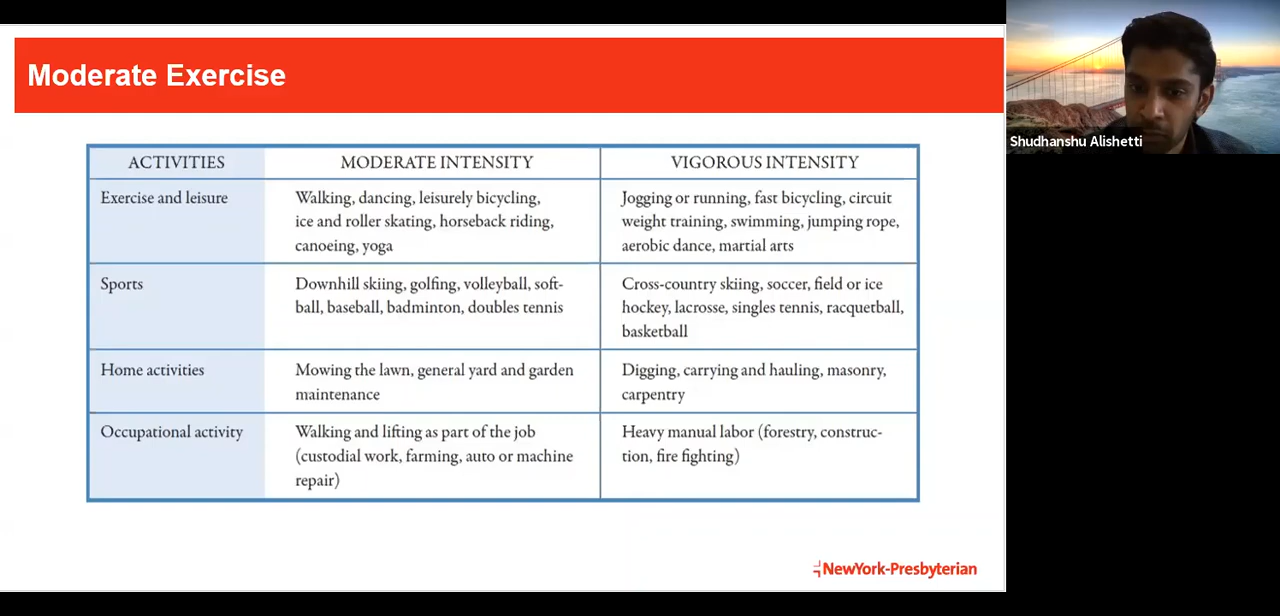 Moderate Exercise
Shudhanshu Alishetti
ACTIVITIES MODERATE INTENSITY VIGOROUS INTENSITY
Exercise and leisure
Walking, dancing, leisurely bicycling,
ice and roller skating, horseback riding,
canoeing, yoga
Jogging or running, fast bicycling, circuit
weight training, swimming, jumping rope,
aerobic dance, martial arts
Sports
Downhill skiing, golfing, volleyball, soft-
ball, baseball, badminton, doubles tennis
Cross-country skiing, soccer, field or ice
hockey, lacrosse, singles tennis, racquetball,
basketball
Home activities
Mowing the lawn, general yard and garden
maintenance
Digging, carrying and hauling, masonry,
carpentry
Occupational activity
Walking and lifting as part of the job
(custodial work, farming, auto or machine
repair)
Heavy manual labor (forestry, construc-
tion, fire fighting)
NewYork-Presbyterian